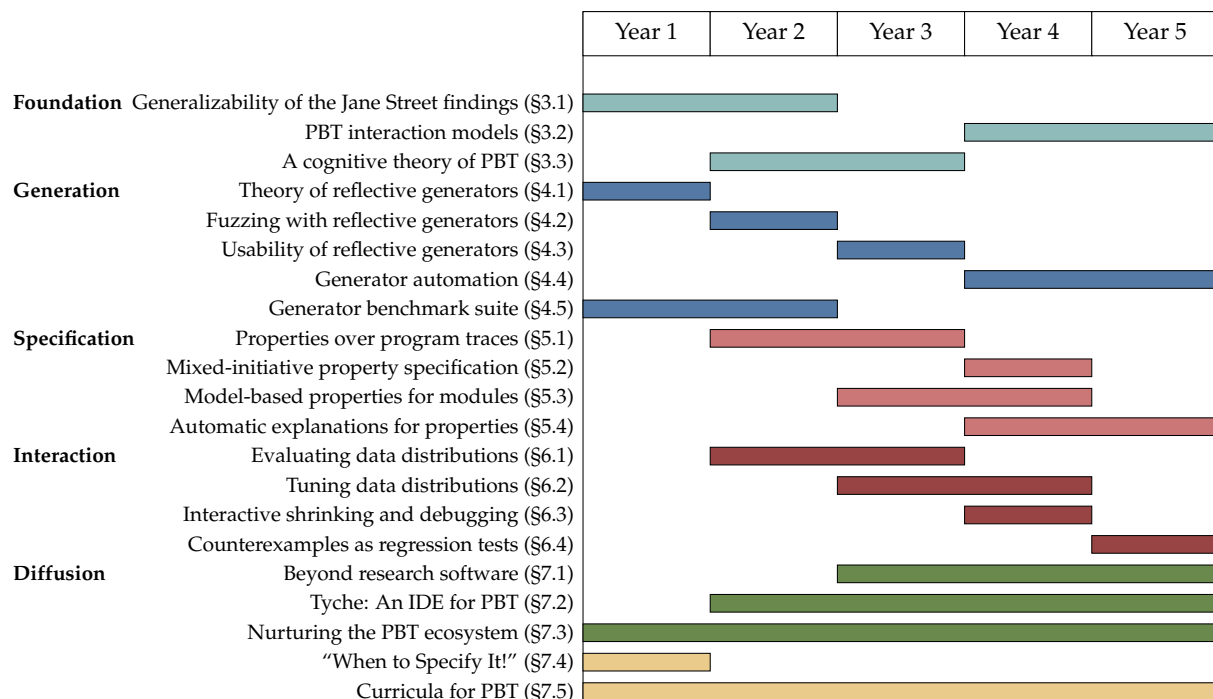 Year 1 Year 2 Year 3 Year 4 Year 5
Foundation Generalizability of the Jane Street findings (§3.1)
PBT interaction models (§3.2)
A cognitive theory of PBT (§3.3)
Generation Theory of reflective generators (§4.1)
Fuzzing with reflective generators (§4.2)
Usability of reflective generators (§4.3)
Generator automation (§4.4)
Generator benchmark suite (§4.5)
Specification Properties over program traces (§5.1)
Mixed-initiative property specification (§5.2)
Model-based properties for modules (§5.3)
Automatic explanations for properties (§5.4)
Interaction Evaluating data distributions (§6.1)
Tuning data distributions (§6.2)
Interactive shrinking and debugging (§6.3)
Counterexamples as regression tests (§6.4)
Diffusion Beyond research software (§7.1)
Tyche: An IDE for PBT (§7.2)
Nurturing the PBT ecosystem (§7.3)
“When to Specify It!” (§7.4)
Curricula for PBT (§7.5)